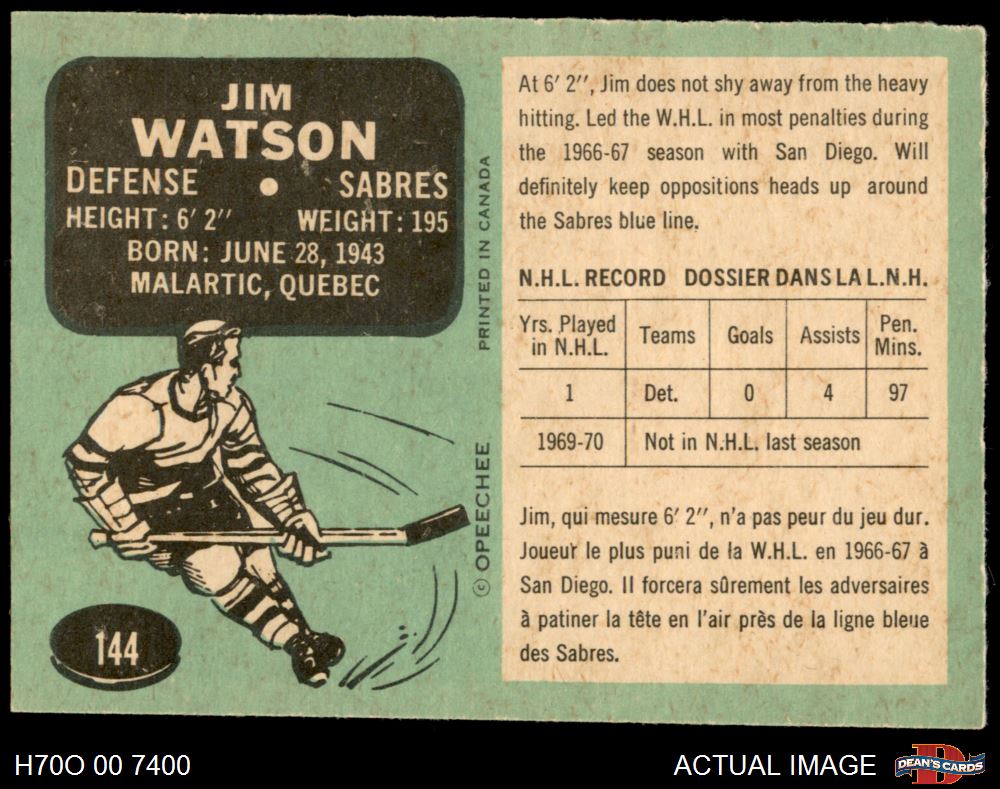 JIM
WATSON
DEFENSE • SABRES
HEIGHT: 6' 2'' WEIGHT: 195
BORN: JUNE 28, 1943
MALARTIC, QUEBEC
PRINTED IN CANADA
© OPEECHEE
144
At 6' 2'', Jim does not shy away from the heavy
hitting. Led the W.H.L. in most penalties during
the 1966-67 season with San Diego. Will
definitely keep oppositions heads up around
the Sabres blue line.
N.H.L. RECORD DOSSIER DANS LA L.N.H.
Yrs. Played in N.H.L. Teams Goals Assists Pen. Mins.
1 Det. 0 4 97
1969-70 Not in N.H.L. last season
Jim, qui mesure 6' 2'', n'a pas peur du jeu dur.
Joueur le plus puni de la W.H.L. en 1966-67 à
San Diego. Il forcera sûrement les adversaires
à patiner la tête en l'air près de la ligne bleue
des Sabres.
H70O 00 7400
ACTUAL IMAGE
D
DEAN'S CARDS